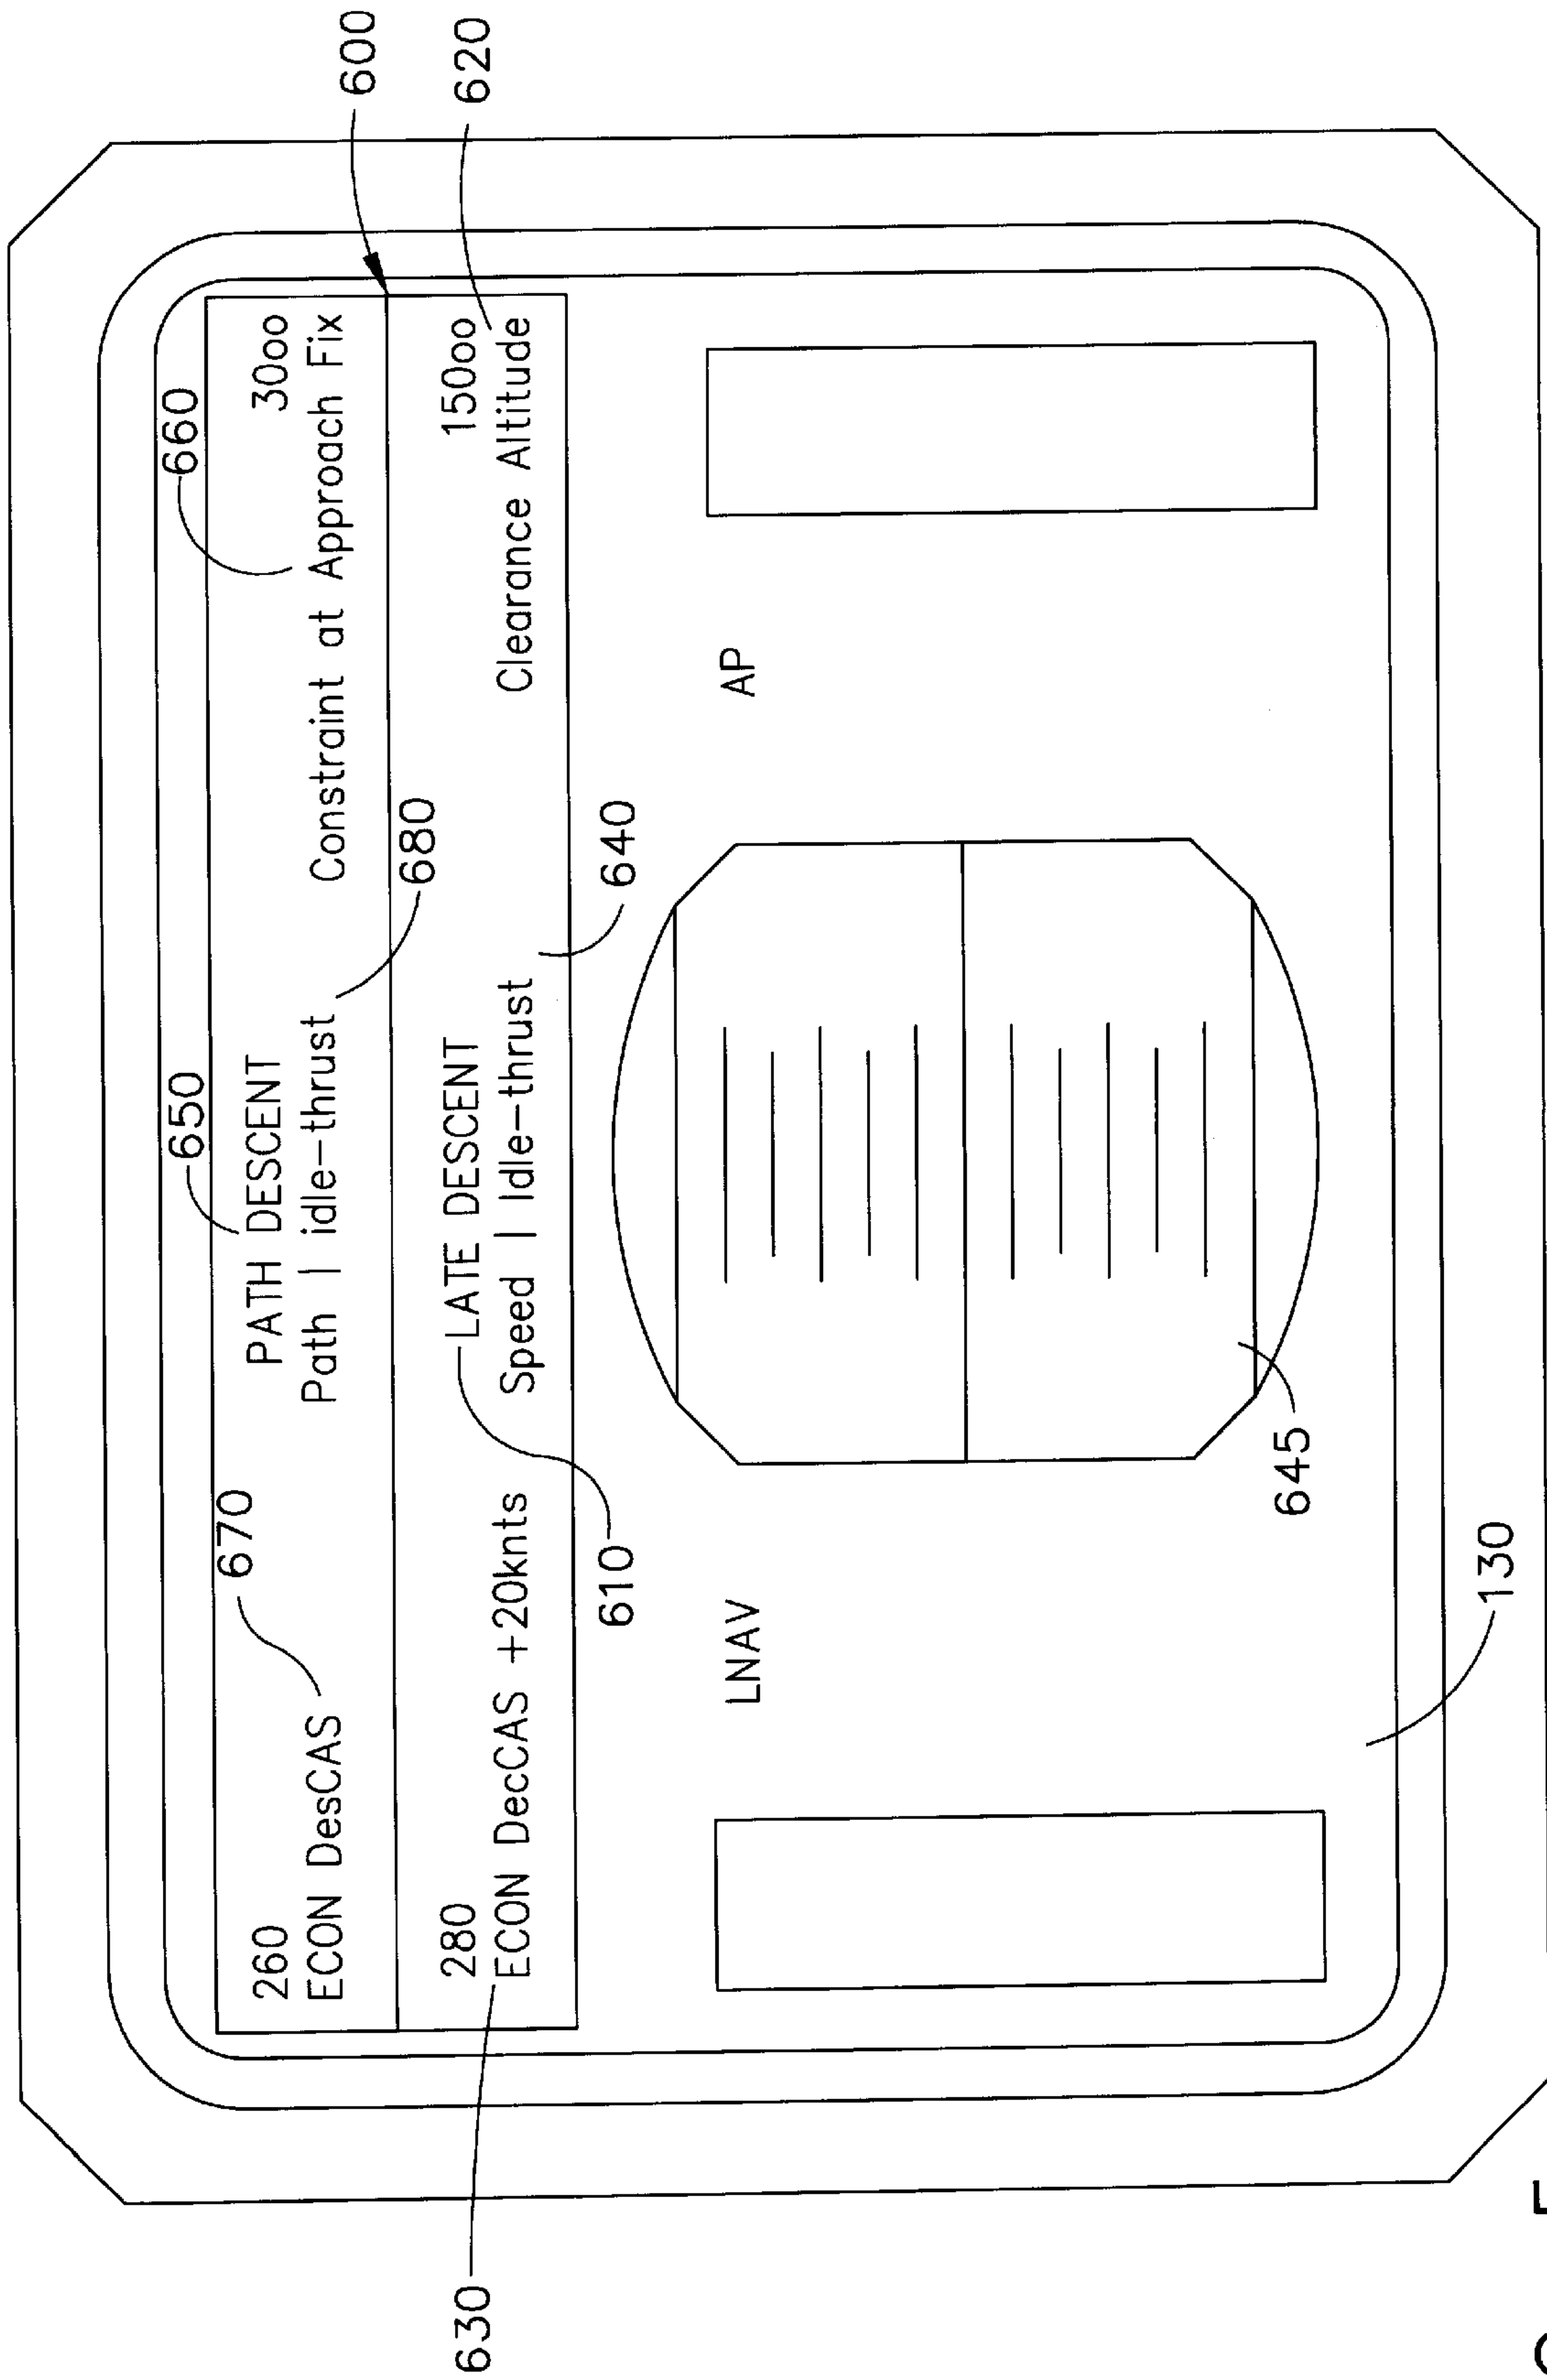 650 660
670
260 PATH DESCENT 30oo
ECON DesCAS Path | idle-thrust Constraint at Approach Fix
600
680
280 LATE DESCENT 150oo
630 620
ECON DecCAS +20knts Speed | Idle-thrust Clearance Altitude
610 640
LNAV AP
645
130